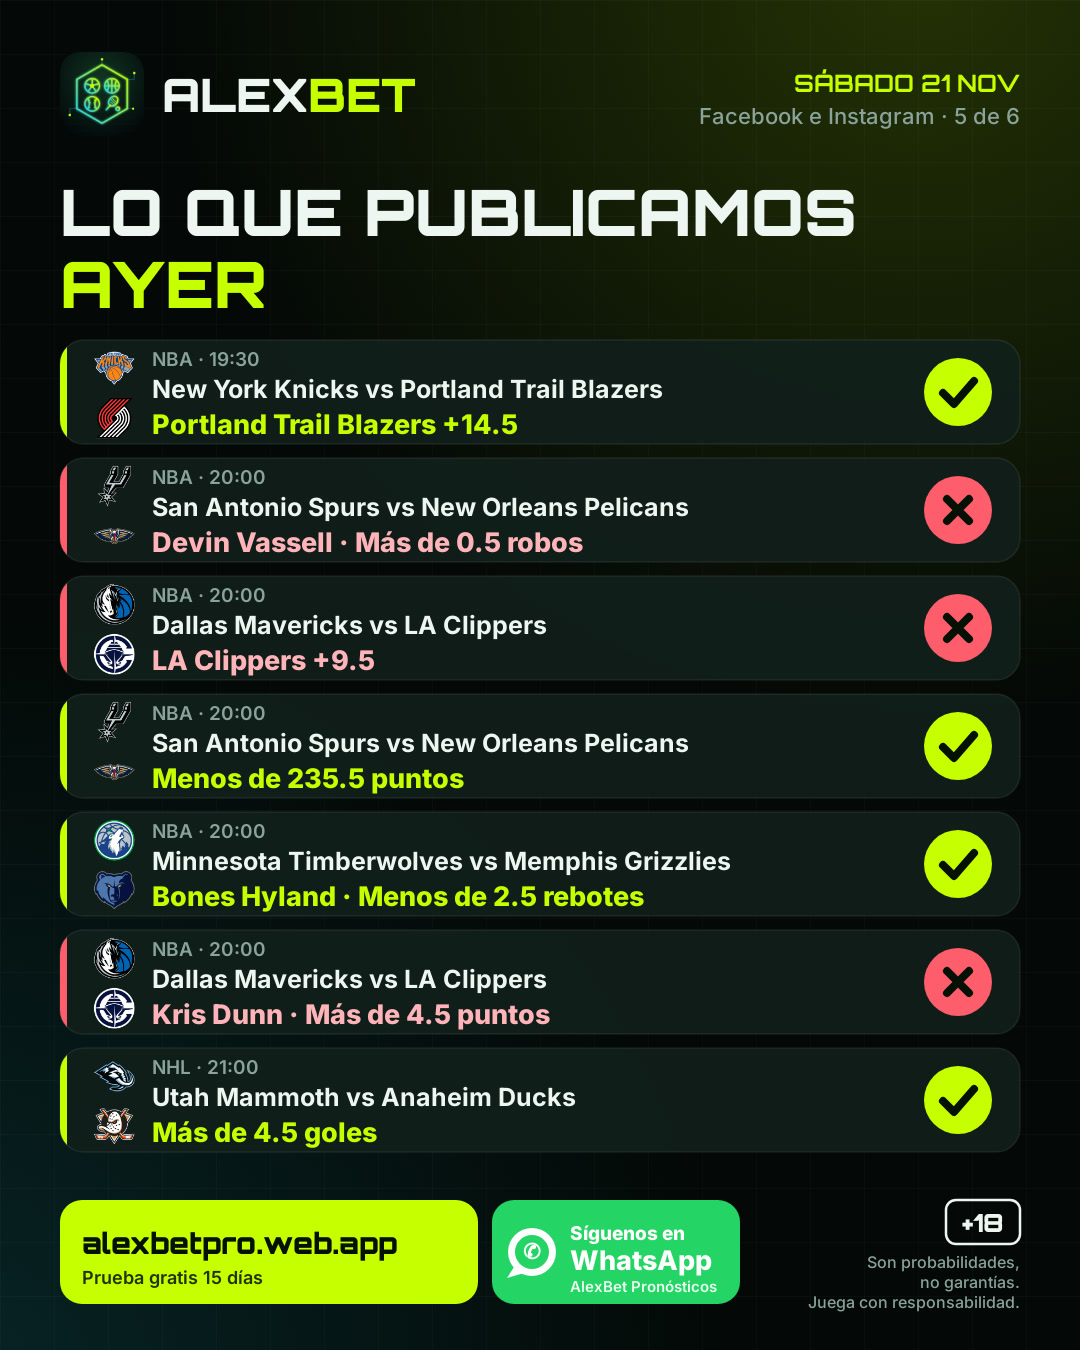 ALEXBET
SÁBADO 21 NOV
Facebook e Instagram · 5 de 6
LO QUE PUBLICAMOS
AYER
NBA · 19:30
New York Knicks vs Portland Trail Blazers
Portland Trail Blazers +14.5
NBA · 20:00
San Antonio Spurs vs New Orleans Pelicans
Devin Vassell · Más de 0.5 robos
NBA · 20:00
Dallas Mavericks vs LA Clippers
LA Clippers +9.5
NBA · 20:00
San Antonio Spurs vs New Orleans Pelicans
Menos de 235.5 puntos
NBA · 20:00
Minnesota Timberwolves vs Memphis Grizzlies
Bones Hyland · Menos de 2.5 rebotes
NBA · 20:00
Dallas Mavericks vs LA Clippers
Kris Dunn · Más de 4.5 puntos
NHL · 21:00
Utah Mammoth vs Anaheim Ducks
Más de 4.5 goles
alexbetpro.web.app
Prueba gratis 15 días
Síguenos en
WhatsApp
AlexBet Pronósticos
+18
Son probabilidades,
no garantías.
Juega con responsabilidad.